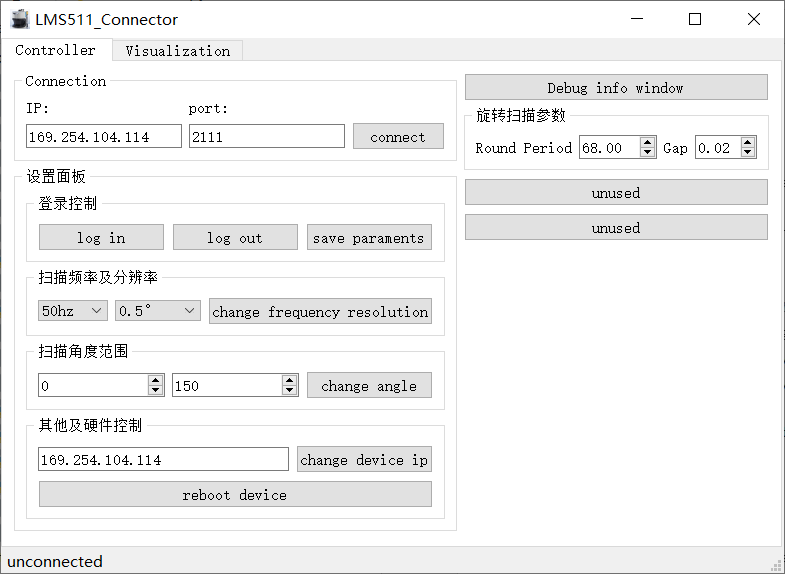 LMS511_Connector
Controller
Visualization
Connection
IP:
port:
169.254.104.114
2111
connect
设置面板
登录控制
log in
log out
save paraments
扫描频率及分辨率
50hz
0.5°
change frequency resolution
扫描角度范围
0
150
change angle
其他及硬件控制
169.254.104.114
change device ip
reboot device
Debug info window
旋转扫描参数
Round Period
68.00
Gap
0.02
unused
unused
unconnected